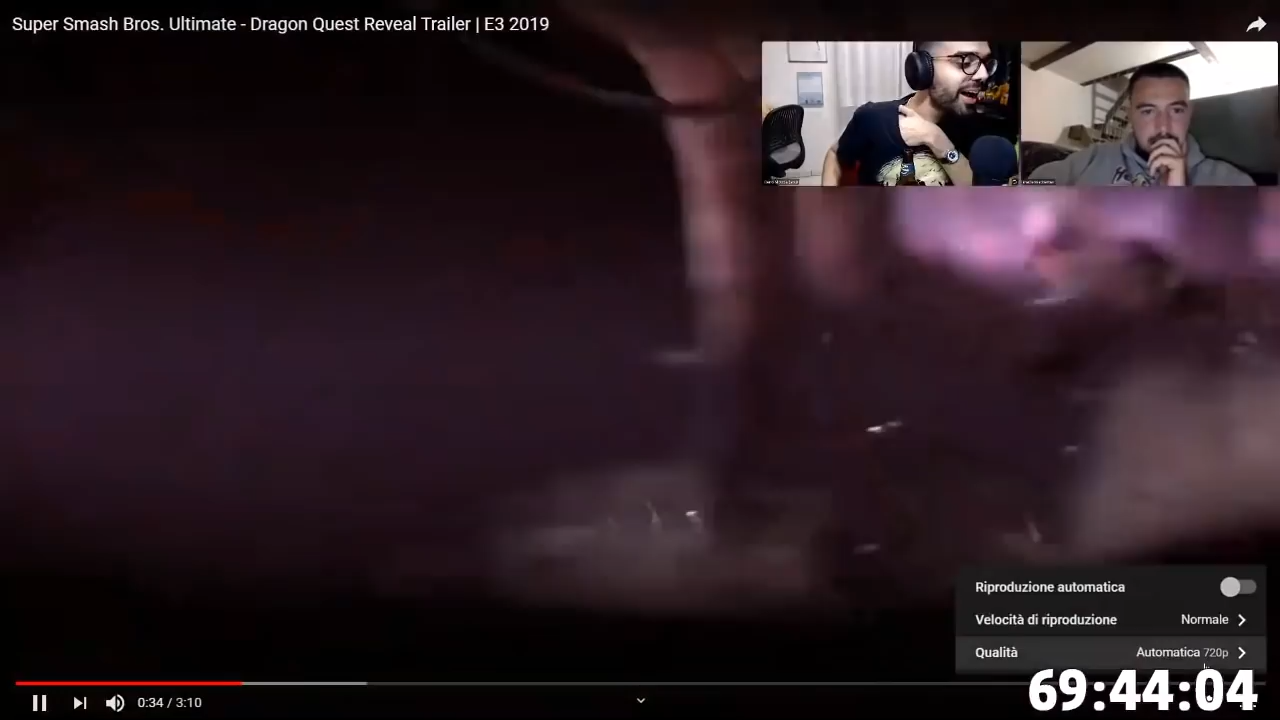 Super Smash Bros. Ultimate - Dragon Quest Reveal Trailer | E3 2019
Riproduzione automatica
Velocità di riproduzione Normale
Qualità Automatica 720p
69:44:04
0:34 / 3:10